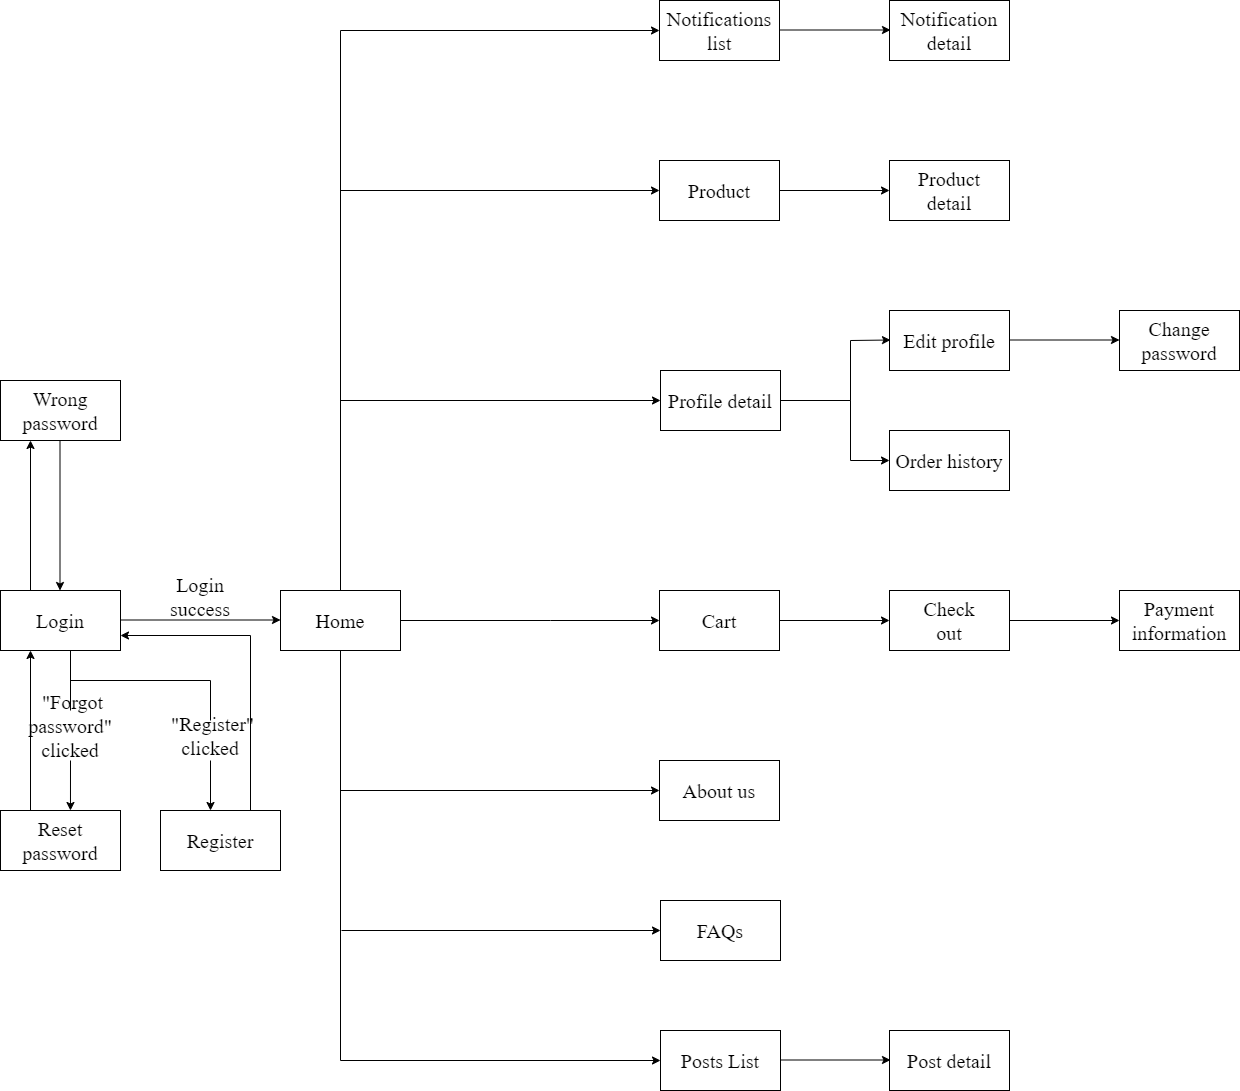 Notifications
list
Notification
detail
Product
Product
detail
Edit profile
Change
password
Profile detail
Order history
Wrong
password
Login
success
Login
Home
Cart
Check
out
Payment
information
"Forgot
password"
clicked
"Register"
clicked
About us
Reset
password
Register
FAQs
Posts List
Post detail